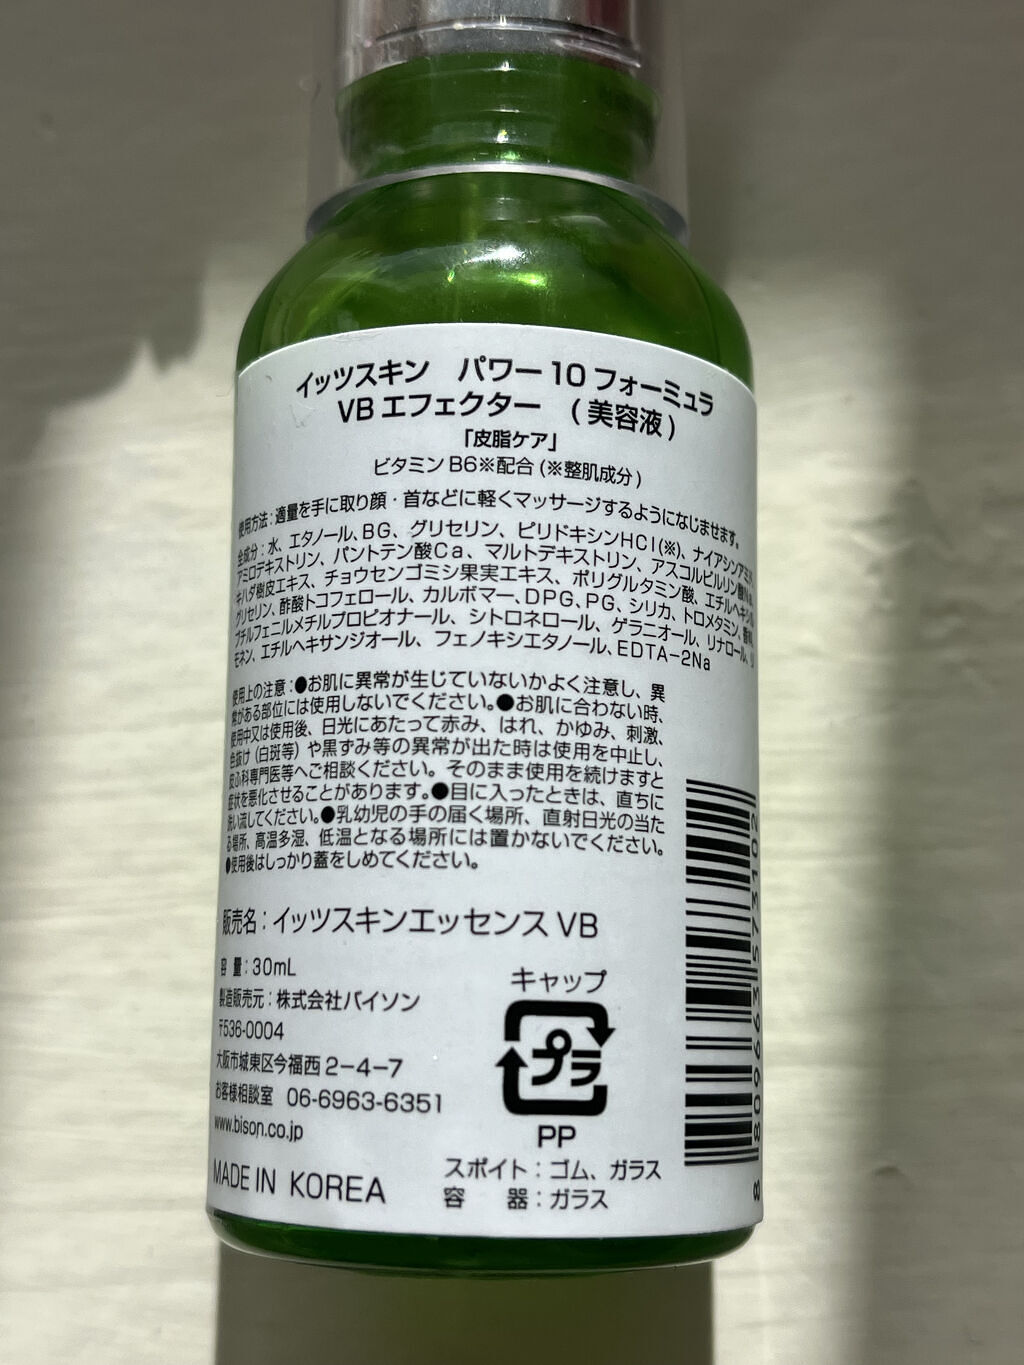 イッツスキン　パワー10フォーミュラ
VBエフェクター　(美容液)
「皮脂ケア」
ビタミンB6※配合(※整肌成分)
使用方法:適量を手に取り顔・首などに軽くマッサージするようになじませます。
全成分:水、エタノール、BG、グリセリン、ピリドキシンHCl(※)、ナイアシンアミド、
アミロデキストリン、パントテン酸Ca、マルトデキストリン、アスコルビルリン酸Na、
キハダ樹皮エキス、チョウセンゴミシ果実エキス、ポリグルタミン酸、エチルヘキシル
グリセリン、酢酸トコフェロール、カルボマー、DPG、PG、シリカ、トロメタミン、香料、
ブチルフェニルメチルプロピオナール、シトロネロール、ゲラニオール、リナロール、リ
モネン、エチルヘキサンジオール、フェノキシエタノール、EDTA-2Na
使用上の注意:●お肌に異常が生じていないかよく注意し、異
常がある部位には使用しないでください。●お肌に合わない時、
使用中又は使用後、日光にあたって赤み、はれ、かゆみ、刺激、
色抜け(白斑等)や黒ずみ等の異常が出た時は使用を中止し、
皮ふ科専門医等へご相談ください。そのまま使用を続けますと
症状を悪化させることがあります。●目に入ったときは、直ちに
洗い流してください。●乳幼児の手の届く場所、直射日光の当た
る場所、高温多湿、低温となる場所には置かないでください。
●使用後はしっかり蓋をしめてください。
販売名:イッツスキンエッセンスVB
容量:30mL
製造販売元:株式会社バイソン
〒536-0004
大阪市城東区今福西2-4-7
お客様相談室 06-6963-6351
www.bison.co.jp
MADE IN KOREA
キャップ
プラ
PP
スポイト:ゴム、ガラス
容　器:ガラス
8 809663 573102